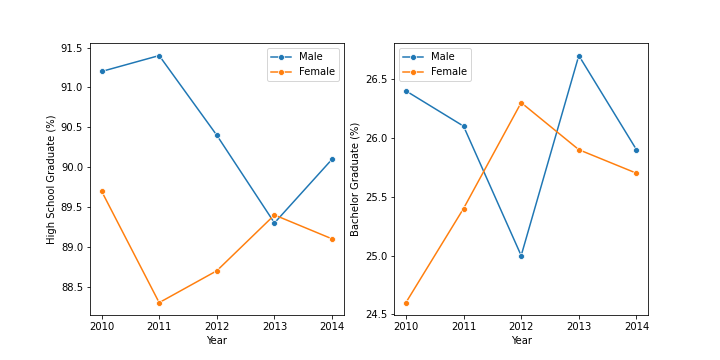 91.5
91.0
90.5
90.0
89.5
89.0
88.5
High School Graduate (%)
Male
Female
2010 2011 2012 2013 2014
Year
26.5
26.0
25.5
25.0
24.5
Bachelor Graduate (%)
Male
Female
2010 2011 2012 2013 2014
Year